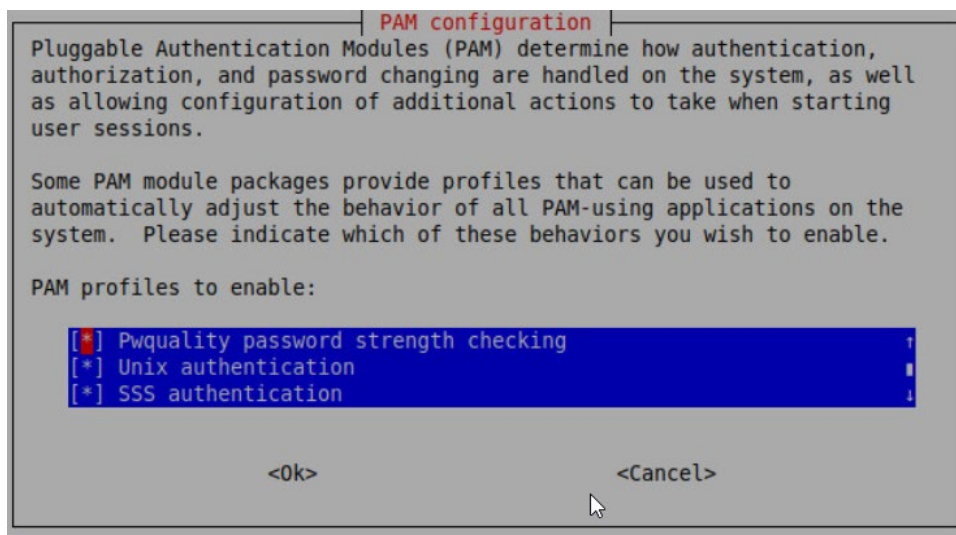 PAM configuration
Pluggable Authentication Modules (PAM) determine how authentication,
authorization, and password changing are handled on the system, as well
as allowing configuration of additional actions to take when starting
user sessions.
Some PAM module packages provide profiles that can be used to
automatically adjust the behavior of all PAM-using applications on the
system.  Please indicate which of these behaviors you wish to enable.
PAM profiles to enable:
[*] Pwquality password strength checking
[*] Unix authentication
[*] SSS authentication
<Ok> <Cancel>